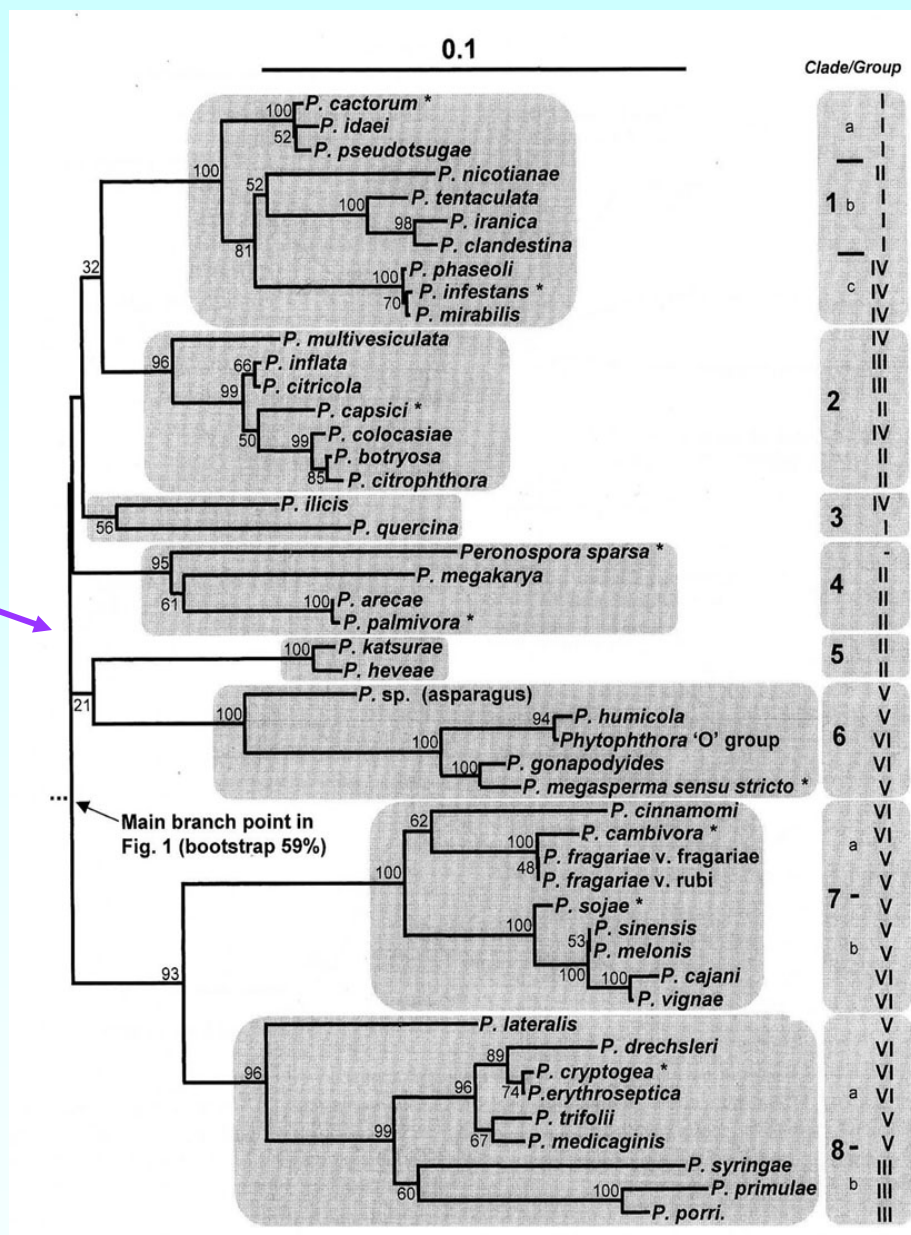 0.1
Clade/Group
100 P. cactorum * I
P. idaei a I
52 P. pseudotsugae I
100
52 P. nicotianae II
P. tentaculata I
100 1 b
98 P. iranica I
P. clandestina I
81
32
100 P. phaseoli IV
P. infestans * c IV
70 P. mirabilis IV
P. multivesiculata IV
96 66 P. inflata III
99 P. citricola III
P. capsici * 2 II
50 99 P. colocasiae IV
P. botryosa II
85 P. citrophthora II
P. ilicis IV
56 P. quercina 3 I
Peronospora sparsa * -
95 P. megakarya 4 II
61 100 P. arecae II
P. palmivora * II
100 P. katsurae 5 II
P. heveae II
21
P. sp. (asparagus) V
100 94 P. humicola V
Phytophthora 'O' group 6 VI
100
100 P. gonapodyides VI
P. megasperma sensu stricto * V
...
Main branch point in
Fig. 1 (bootstrap 59%)
P. cinnamomi VI
62 P. cambivora * VI
100 a
P. fragariae v. fragariae V
48 P. fragariae v. rubi V
100 7 -
P. sojae * V
100 P. sinensis V
53 P. melonis b V
100 100 P. cajani VI
P. vignae VI
93
P. lateralis V
P. drechsleri VI
89
96 P. cryptogea * VI
96 74 P.erythroseptica a VI
P. trifolii V
99 67 P. medicaginis V
8 -
P. syringae III
60 100 P. primulae b III
P. porri. III